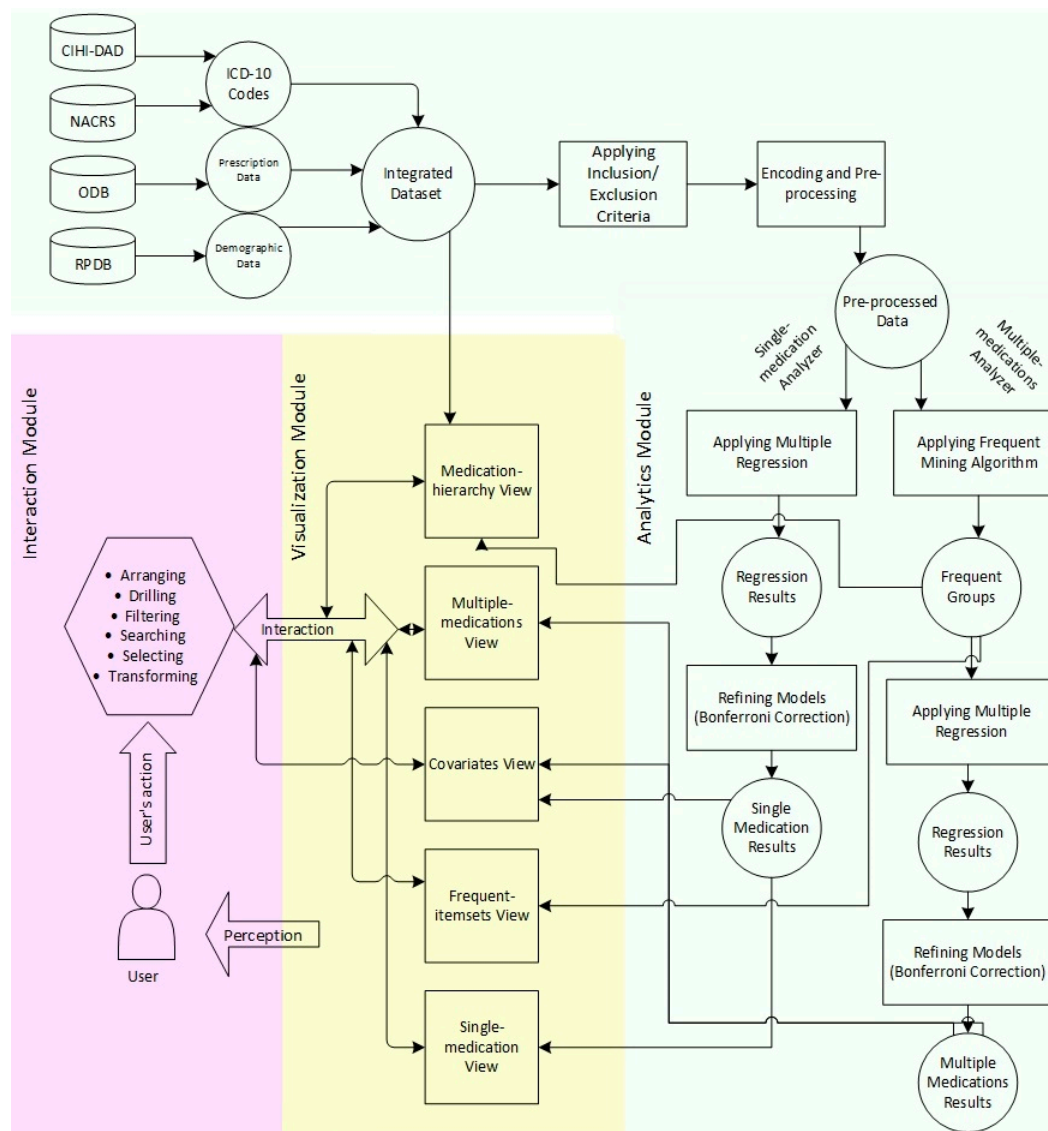 CIHI-DAD
NACRS
ODB
RPDB
ICD-10
Codes
Prescription
Data
Demographic
Data
Integrated
Dataset
Applying
Inclusion/
Exclusion
Criteria
Encoding and Pre-
processing
Pre-processed
Data
Single-
medication
Analyzer
Multiple-
medications
Analyzer
Interaction Module
Visualization Module
Analytics Module
Applying Multiple
Regression
Applying Frequent
Mining Algorithm
Medication-
hierarchy View
Regression
Results
Frequent
Groups
• Arranging
• Drilling
• Filtering
• Searching
• Selecting
• Transforming
Interaction
Multiple-
medications
View
Refining Models
(Bonferroni Correction)
Applying Multiple
Regression
Covariates View
Single
Medication
Results
Regression
Results
User's action
User
Perception
Frequent-
itemsets View
Refining Models
(Bonferroni Correction)
Single-
medication
View
Multiple
Medications
Results